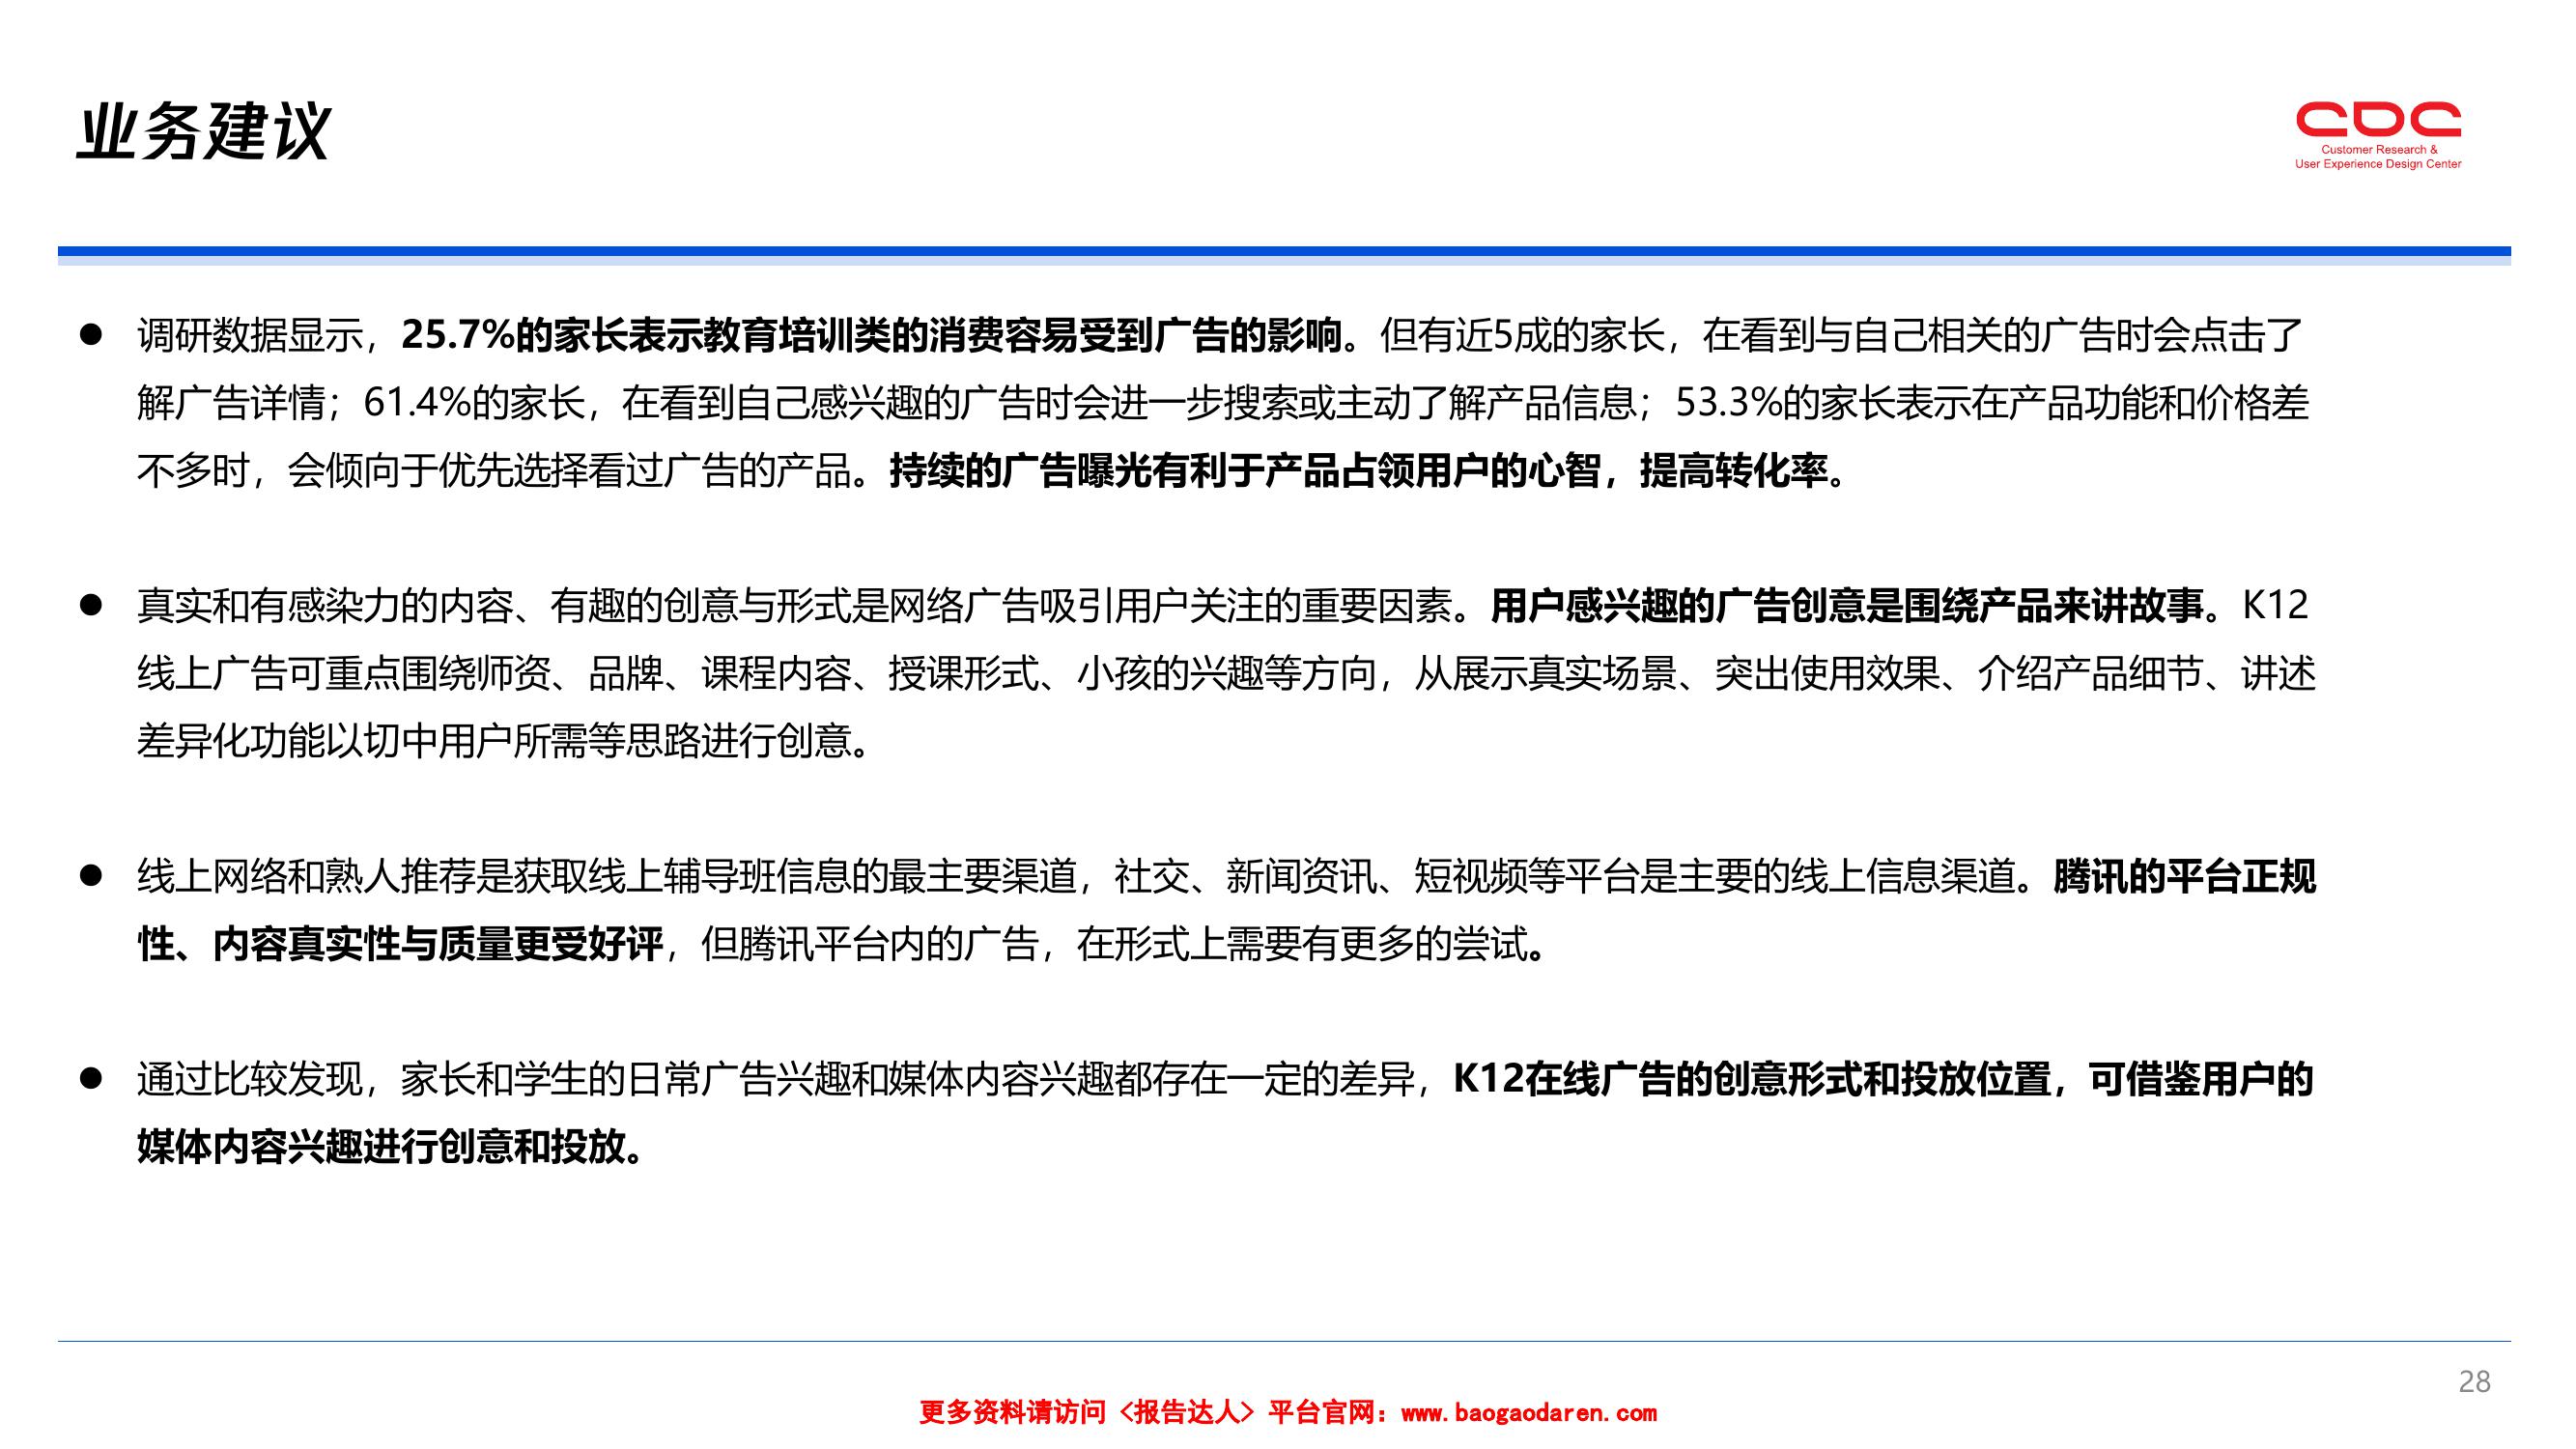 业务建议
CDC
Customer Research &
User Experience Design Center
● 调研数据显示，25.7%的家长表示教育培训类的消费容易受到广告的影响。但有近5成的家长，在看到与自己相关的广告时会点击了
解广告详情；61.4%的家长，在看到自己感兴趣的广告时会进一步搜索或主动了解产品信息；53.3%的家长表示在产品功能和价格差
不多时，会倾向于优先选择看过广告的产品。持续的广告曝光有利于产品占领用户的心智，提高转化率。
● 真实和有感染力的内容、有趣的创意与形式是网络广告吸引用户关注的重要因素。用户感兴趣的广告创意是围绕产品来讲故事。K12
线上广告可重点围绕师资、品牌、课程内容、授课形式、小孩的兴趣等方向，从展示真实场景、突出使用效果、介绍产品细节、讲述
差异化功能以切中用户所需等思路进行创意。
● 线上网络和熟人推荐是获取线上辅导班信息的最主要渠道，社交、新闻资讯、短视频等平台是主要的线上信息渠道。腾讯的平台正规
性、内容真实性与质量更受好评，但腾讯平台内的广告，在形式上需要有更多的尝试。
● 通过比较发现，家长和学生的日常广告兴趣和媒体内容兴趣都存在一定的差异，K12在线广告的创意形式和投放位置，可借鉴用户的
媒体内容兴趣进行创意和投放。
28
更多资料请访问<报告达人>平台官网：www.baogaodaren.com